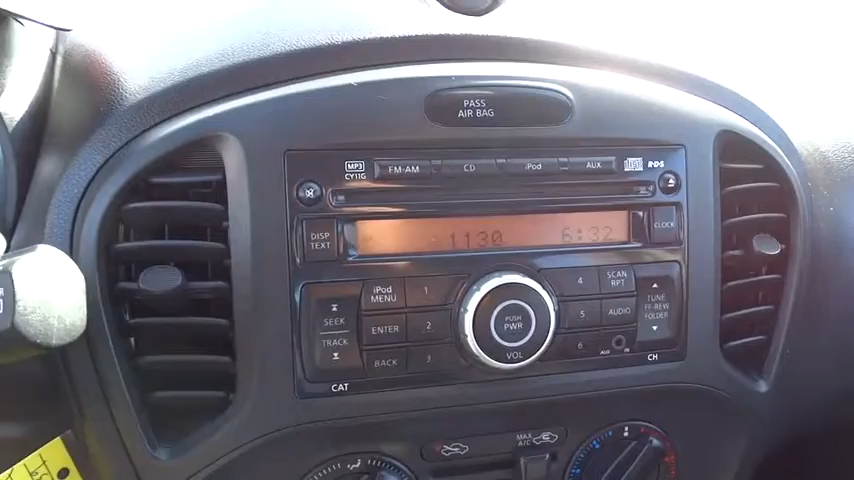 PASS
AIR BAG
MP3
CY11G
FM·AM
CD
iPod
AUX
RDS
DISP
TEXT
1130
6:32
CLOCK
SEEK
TRACK
CAT
iPod
MENU
1
ENTER
2
BACK
3
PUSH
PWR
VOL
4
SCAN
RPT
5
AUDIO
6
AUX
TUNE
FF·REW
FOLDER
CH
MAX
A/C